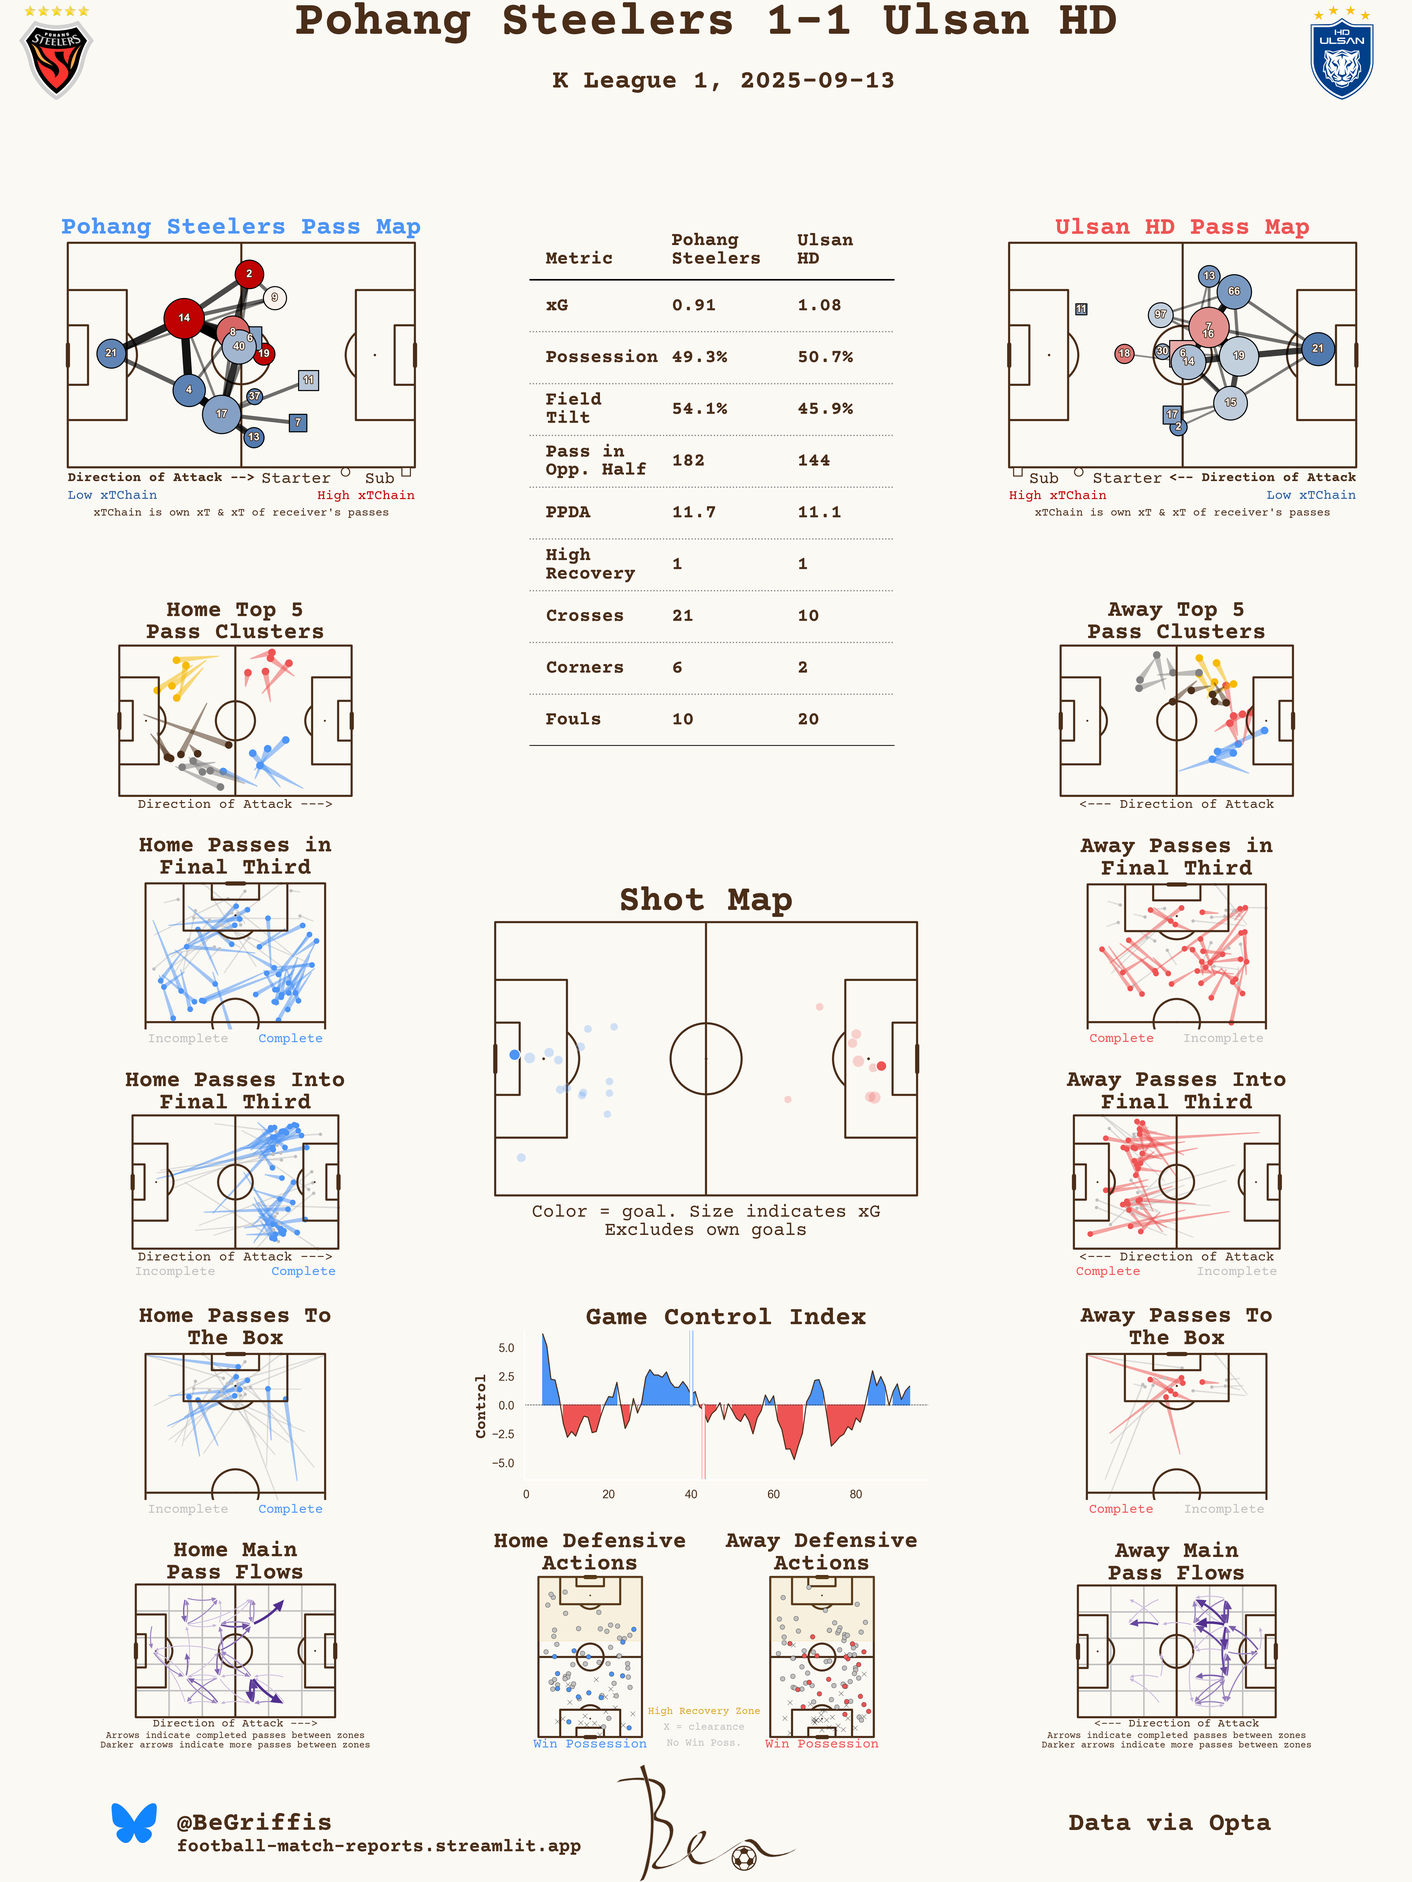 Pohang Steelers 1-1 Ulsan HD
K League 1, 2025-09-13
POHANG
STEELERS
HD
ULSAN
Pohang Steelers Pass Map
2
9
14
8
6
40
19
21
4
11
37
17
7
13
Direction of Attack --> Starter Sub
Low xTChain High xTChain
xTChain is own xT & xT of receiver's passes
Metric Pohang Steelers Ulsan HD
xG 0.91 1.08
Possession 49.3% 50.7%
Field Tilt 54.1% 45.9%
Pass in Opp. Half 182 144
PPDA 11.7 11.1
High Recovery 1 1
Crosses 21 10
Corners 6 2
Fouls 10 20
Ulsan HD Pass Map
13
66
11
97
7
16
21
18
30
6
14
19
15
17
2
Sub Starter <-- Direction of Attack
High xTChain Low xTChain
xTChain is own xT & xT of receiver's passes
Home Top 5
Pass Clusters
Direction of Attack --->
Away Top 5
Pass Clusters
<--- Direction of Attack
Home Passes in
Final Third
Incomplete Complete
Away Passes in
Final Third
Complete Incomplete
Shot Map
Color = goal. Size indicates xG
Excludes own goals
Home Passes Into
Final Third
Direction of Attack --->
Incomplete Complete
Away Passes Into
Final Third
<--- Direction of Attack
Complete Incomplete
Home Passes To
The Box
Incomplete Complete
Game Control Index
Control
5.0
2.5
0.0
−2.5
−5.0
0 20 40 60 80
Away Passes To
The Box
Complete Incomplete
Home Main
Pass Flows
Direction of Attack --->
Arrows indicate completed passes between zones
Darker arrows indicate more passes between zones
Home Defensive
Actions
Win Possession
Away Defensive
Actions
Win Possession
High Recovery Zone
X = clearance
No Win Poss.
Away Main
Pass Flows
<--- Direction of Attack
Arrows indicate completed passes between zones
Darker arrows indicate more passes between zones
@BeGriffis
football-match-reports.streamlit.app
Ben
Data via Opta